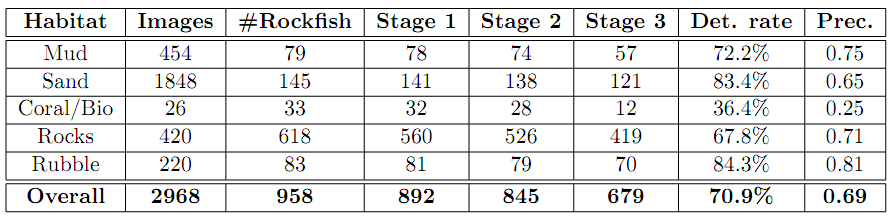 Habitat Images #Rockfish Stage 1 Stage 2 Stage 3 Det. rate Prec.
Mud 454 79 78 74 57 72.2% 0.75
Sand 1848 145 141 138 121 83.4% 0.65
Coral/Bio 26 33 32 28 12 36.4% 0.25
Rocks 420 618 560 526 419 67.8% 0.71
Rubble 220 83 81 79 70 84.3% 0.81
Overall 2968 958 892 845 679 70.9% 0.69